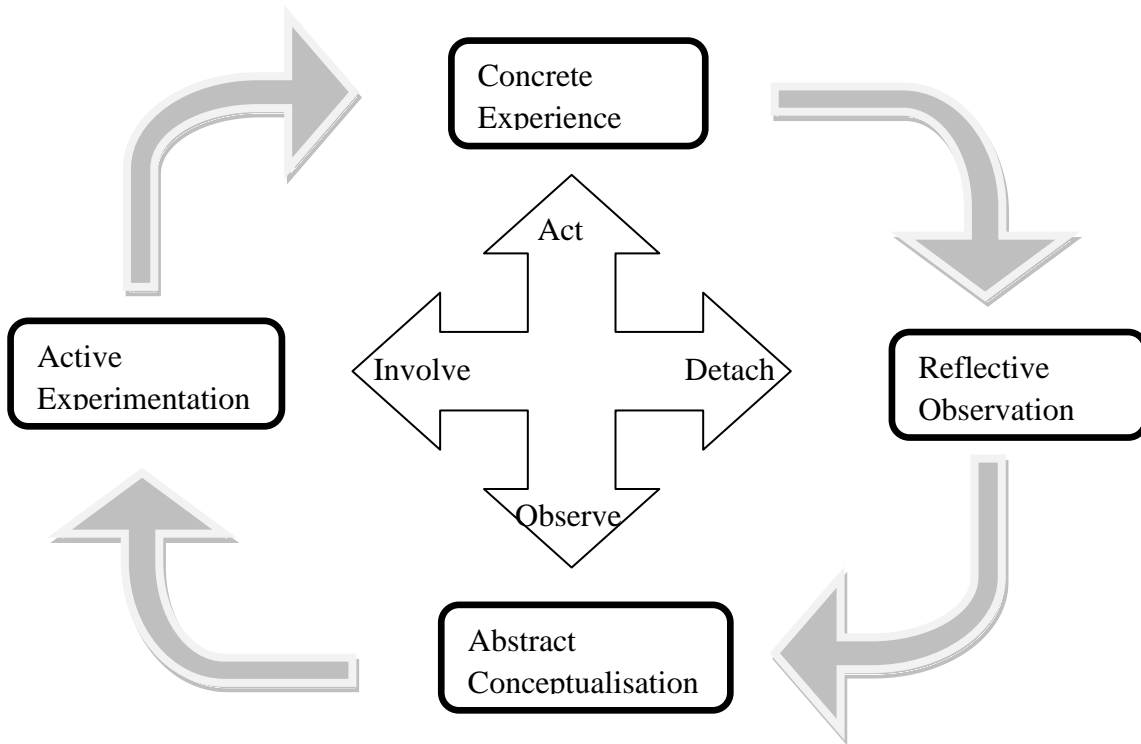 Concrete
Experience
Act
Active
Experimentation
Involve
Detach
Reflective
Observation
Observe
Abstract
Conceptualisation